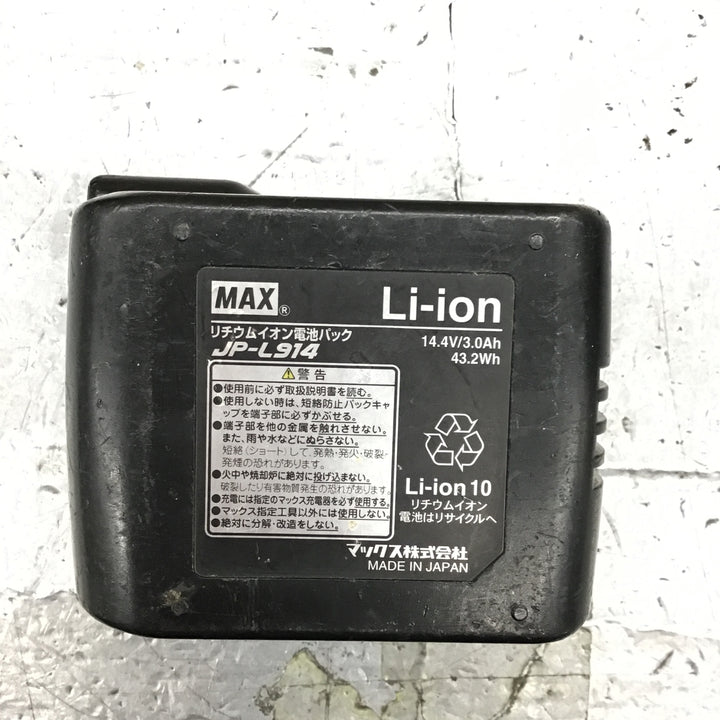 MAX®
Li-ion
リチウムイオン電池パック
14.4V/3.0Ah
JP-L914
43.2Wh
⚠警告
●使用前に必ず取扱説明書を読む。
●使用しない時は、短絡防止パックキャ
ップを端子部に必ずかぶせる。
●端子部を他の金属を触れさせない。
また、雨や水などにぬらさない。
短絡（ショート）して、発熱・発火・破裂・
発煙の恐れがあります。
●火中や焼却炉に絶対に投げ込まない。
破裂したり有害物質発生の恐れがあります。
●充電には指定のマックス充電器を必ず使用する。
●マックス指定工具以外には使用しない。
●絶対に分解・改造をしない。
Li-ion 10
リチウムイオン
電池はリサイクルへ
マックス株式会社
MADE IN JAPAN